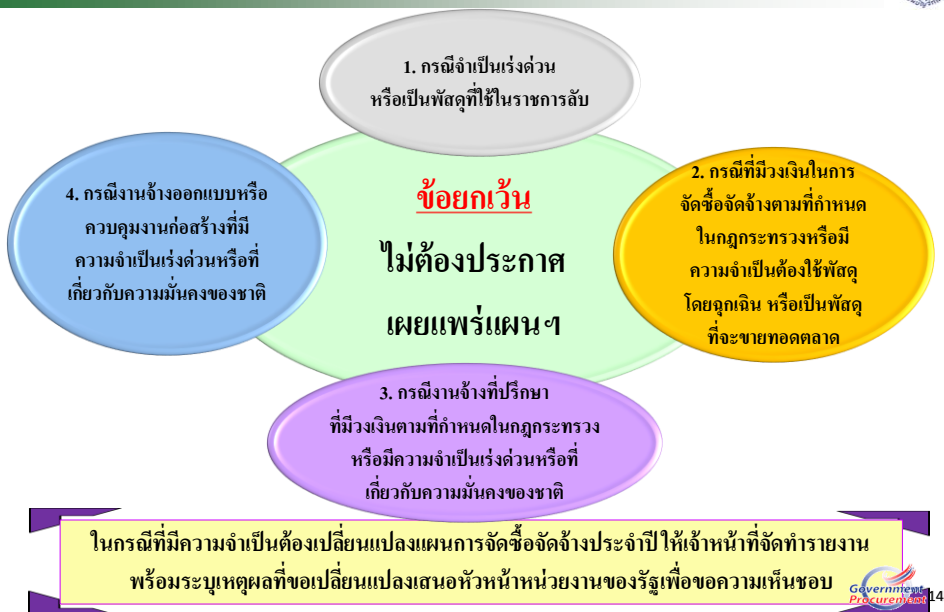 1. กรณีจำเป็นเร่งด่วน
หรือเป็นพัสดุที่ใช้ในราชการลับ
2. กรณีที่มีวงเงินในการ
จัดซื้อจัดจ้างตามที่กำหนด
ในกฎกระทรวงหรือมี
ความจำเป็นต้องใช้พัสดุ
โดยฉุกเฉิน หรือเป็นพัสดุ
ที่จะขายทอดตลาด
4. กรณีงานจ้างออกแบบหรือ
ควบคุมงานก่อสร้างที่มี
ความจำเป็นเร่งด่วนหรือที่
เกี่ยวกับความมั่นคงของชาติ
ข้อยกเว้น
ไม่ต้องประกาศ
เผยแพร่แผนฯ
3. กรณีงานจ้างที่ปรึกษา
ที่มีวงเงินตามที่กำหนดในกฎกระทรวง
หรือมีความจำเป็นเร่งด่วนหรือที่
เกี่ยวกับความมั่นคงของชาติ
ในกรณีที่มีความจำเป็นต้องเปลี่ยนแปลงแผนการจัดซื้อจัดจ้างประจำปี ให้เจ้าหน้าที่จัดทำรายงาน
พร้อมระบุเหตุผลที่ขอเปลี่ยนแปลงเสนอหัวหน้าหน่วยงานของรัฐเพื่อขอความเห็นชอบ
Government
Procurement 14